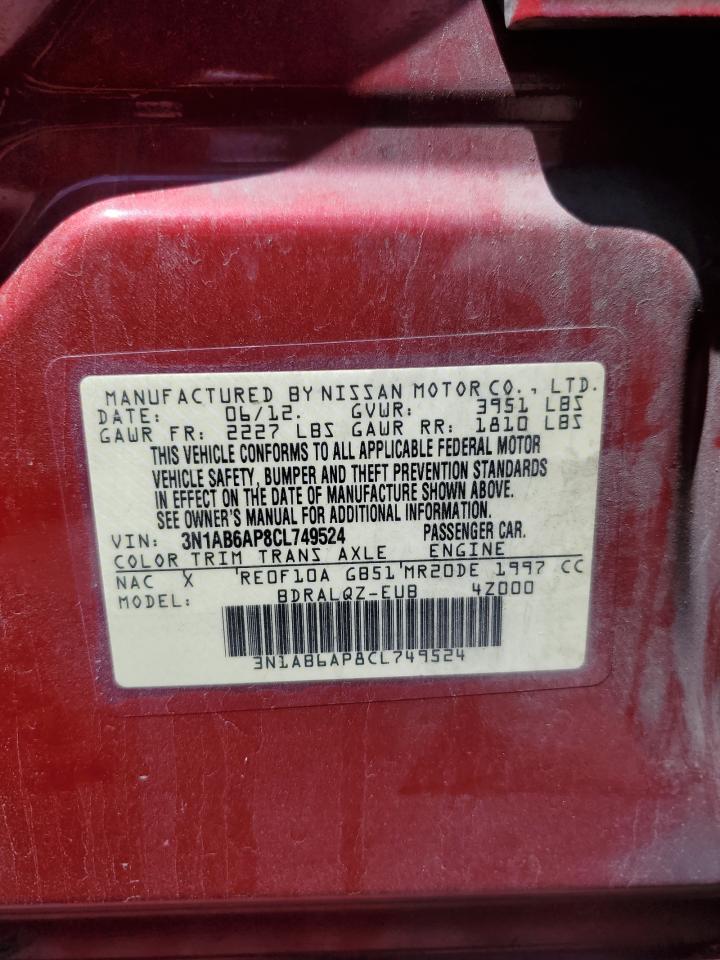 MANUFACTURED BY NISSAN MOTOR CO., LTD.
DATE: 06/12. GVWR: 3951 LBS
GAWR FR: 2227 LBS GAWR RR: 1810 LBS
THIS VEHICLE CONFORMS TO ALL APPLICABLE FEDERAL MOTOR
VEHICLE SAFETY, BUMPER AND THEFT PREVENTION STANDARDS
IN EFFECT ON THE DATE OF MANUFACTURE SHOWN ABOVE.
SEE OWNER'S MANUAL FOR ADDITIONAL INFORMATION.
VIN: 3N1AB6AP8CL749524 PASSENGER CAR.
COLOR TRIM TRANS AXLE ENGINE
NAC X RE0F10A GB51 MR20DE 1997 CC
MODEL: BDRALQZ-EUB 4Z000
3N1AB6AP8CL749524